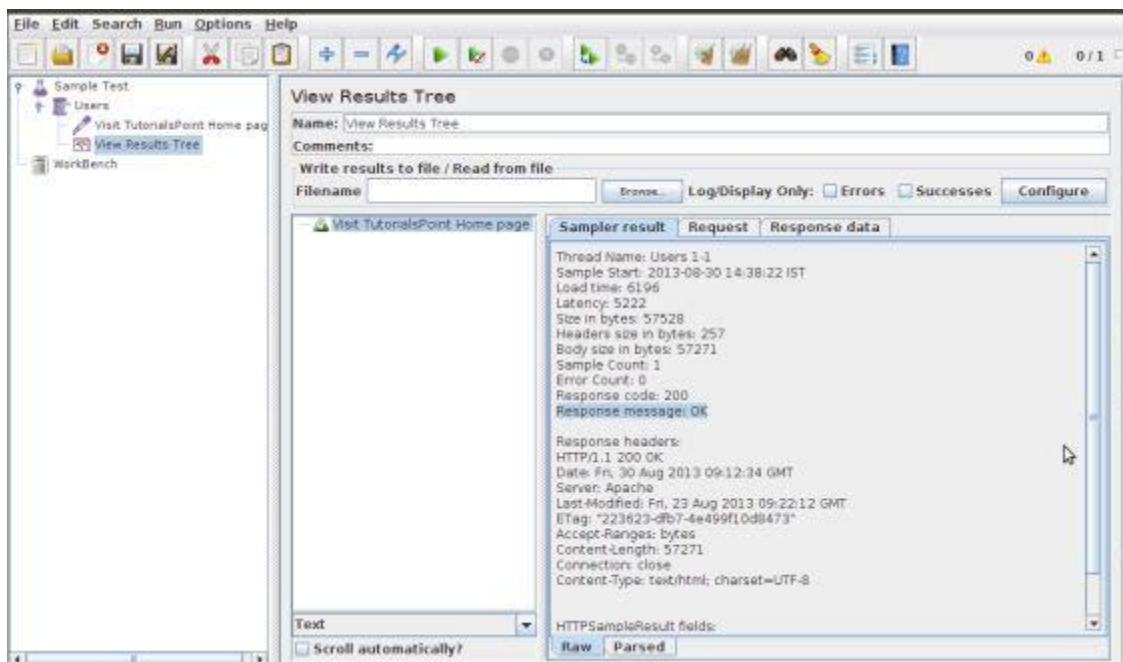 File Edit Search Run Options Help
0 0/1
Sample Test
Users
Visit TutorialsPoint Home pag
View Results Tree
WorkBench
View Results Tree
Name: View Results Tree
Comments:
Write results to file / Read from file
Filename Browse... Log/Display Only: Errors Successes Configure
Visit TutorialsPoint Home page
Sampler result Request Response data
Thread Name: Users 1-1
Sample Start: 2013-08-30 14:38:22 IST
Load time: 6196
Latency: 5222
Size in bytes: 57528
Headers size in bytes: 257
Body size in bytes: 57271
Sample Count: 1
Error Count: 0
Response code: 200
Response message: OK
Response headers:
HTTP/1.1 200 OK
Date: Fri, 30 Aug 2013 09:12:34 GMT
Server: Apache
Last-Modified: Fri, 23 Aug 2013 09:22:12 GMT
ETag: "223623-dfb7-4e499f10d8473"
Accept-Ranges: bytes
Content-Length: 57271
Connection: close
Content-Type: text/html; charset=UTF-8
HTTPSampleResult fields:
Text
Scroll automatically?
Raw Parsed